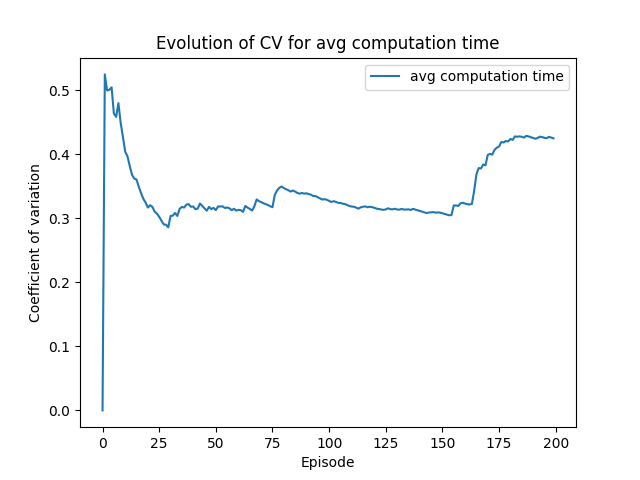 Evolution of CV for avg computation time
avg computation time
Coefficient of variation
0.5
0.4
0.3
0.2
0.1
0.0
0 25 50 75 100 125 150 175 200
Episode